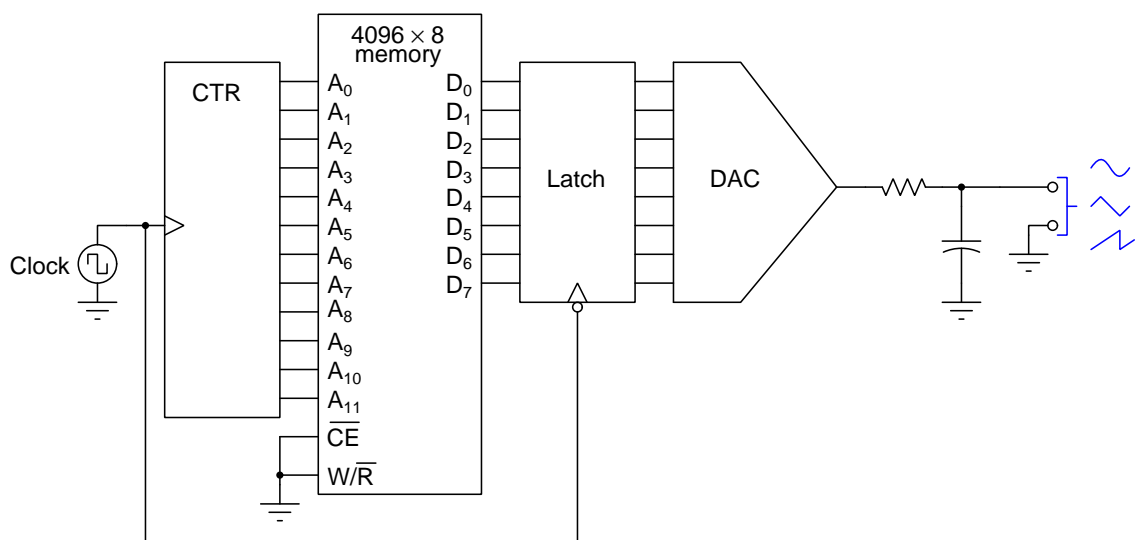 4096 × 8
memory
CTR
A₀
A₁
A₂
A₃
A₄
A₅
A₆
A₇
A₈
A₉
A₁₀
A₁₁
C̅E̅
W/R̅
D₀
D₁
D₂
D₃
D₄
D₅
D₆
D₇
Latch
DAC
Clock